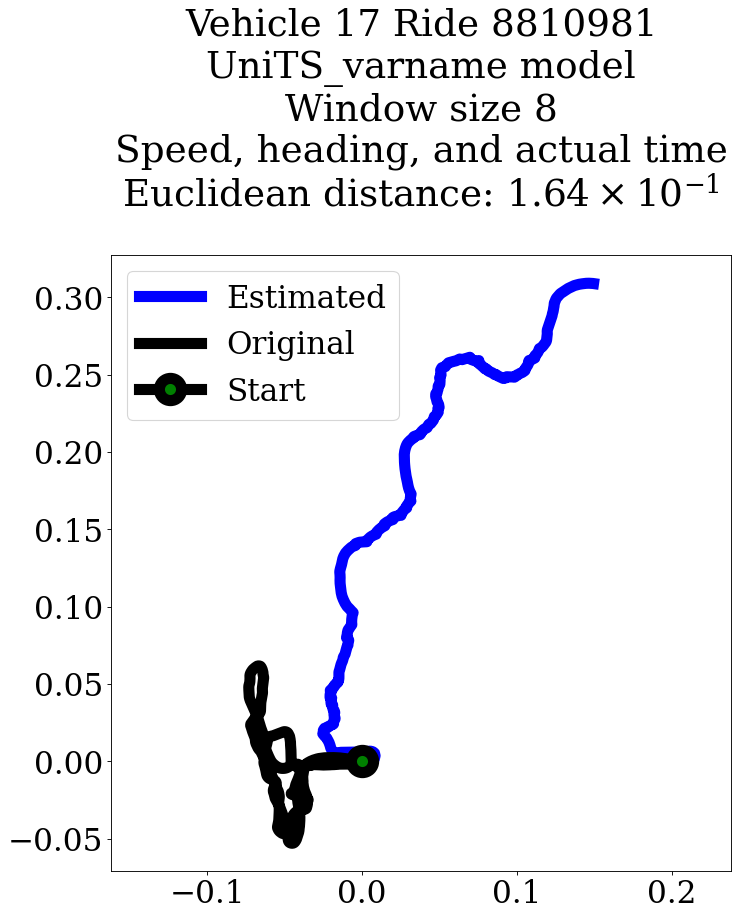 Vehicle 17 Ride 8810981
UniTS_varname model
Window size 8
Speed, heading, and actual time
Euclidean distance: 1.64 × 10⁻¹
Estimated
Original
Start
0.30
0.25
0.20
0.15
0.10
0.05
0.00
−0.05
−0.1 0.0 0.1 0.2